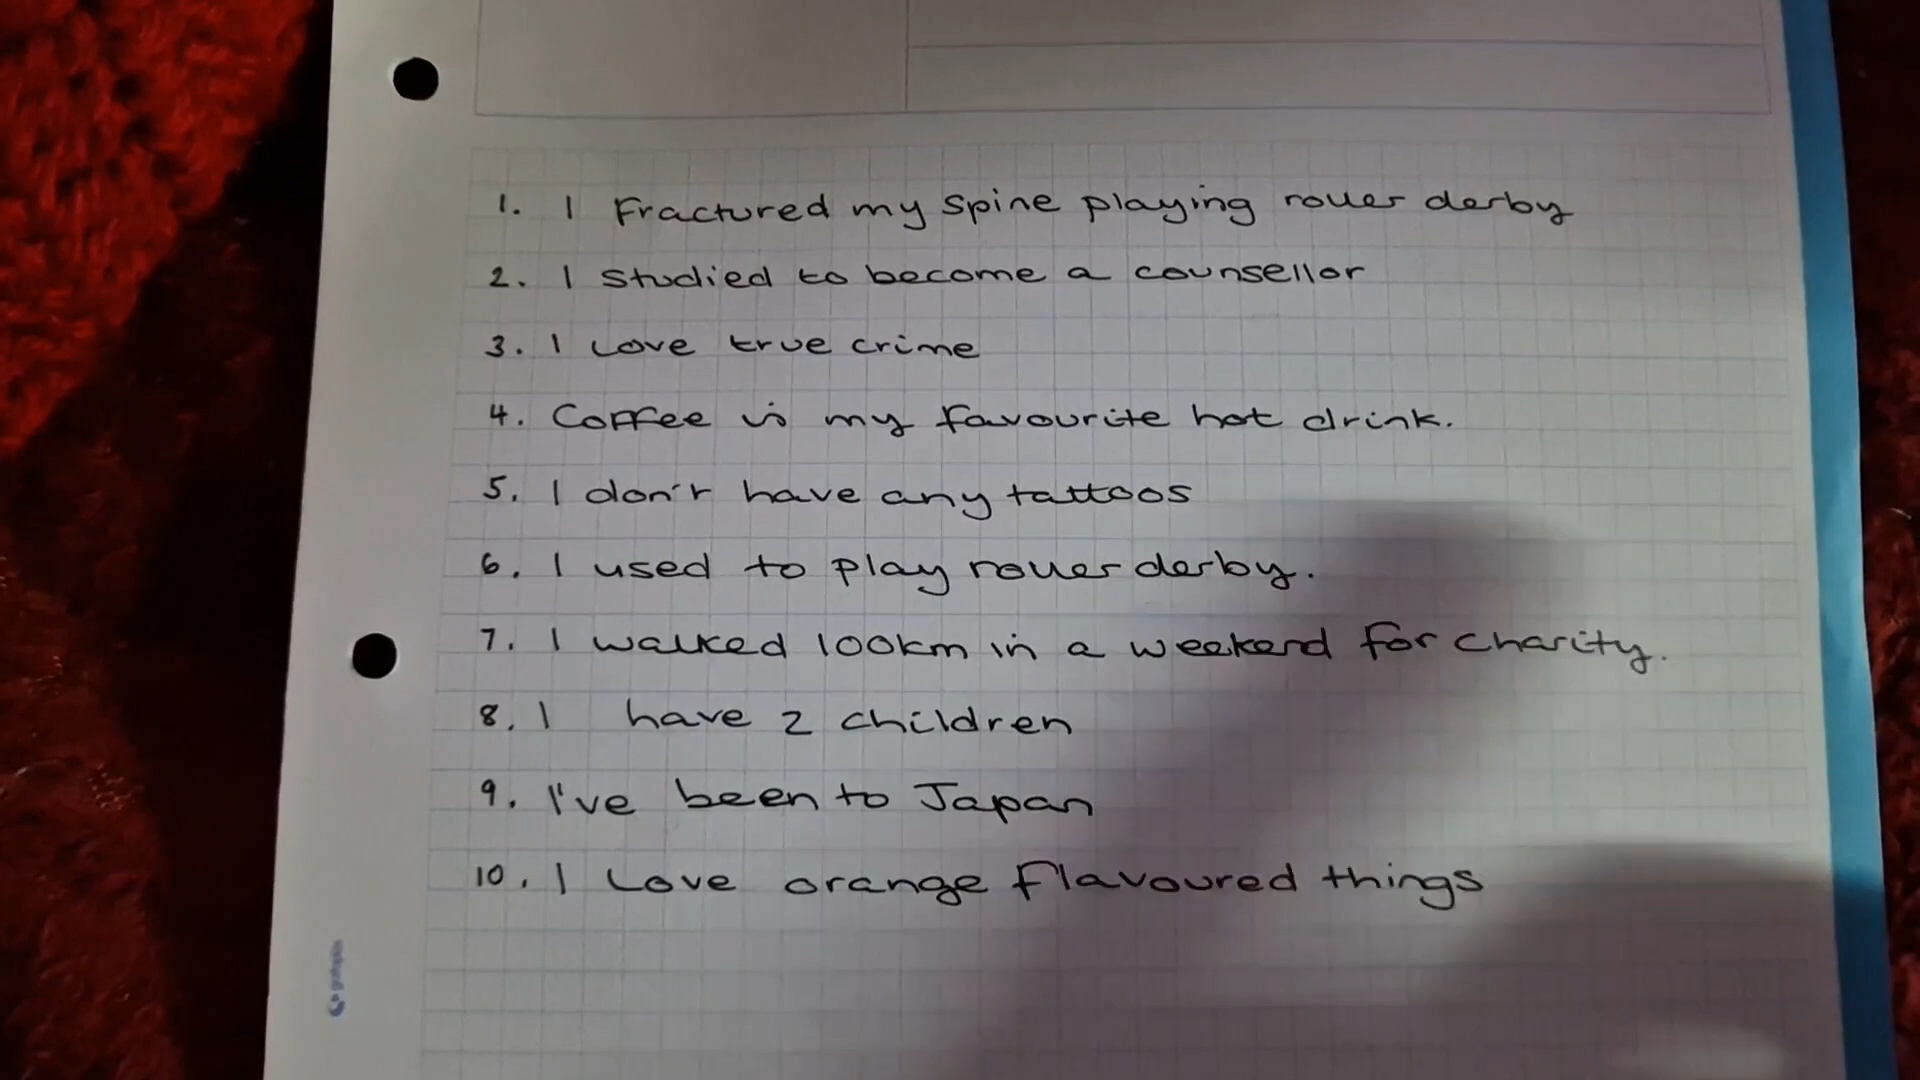 1. I Fractured my spine playing roller derby
2. I studied to become a counsellor
3. I love true crime
4. Coffee is my favourite hot drink.
5. I don't have any tattoos
6. I used to play roller derby.
7. I walked 100km in a weekend for charity.
8. I have 2 children
9. I've been to Japan
10. I love orange flavoured things